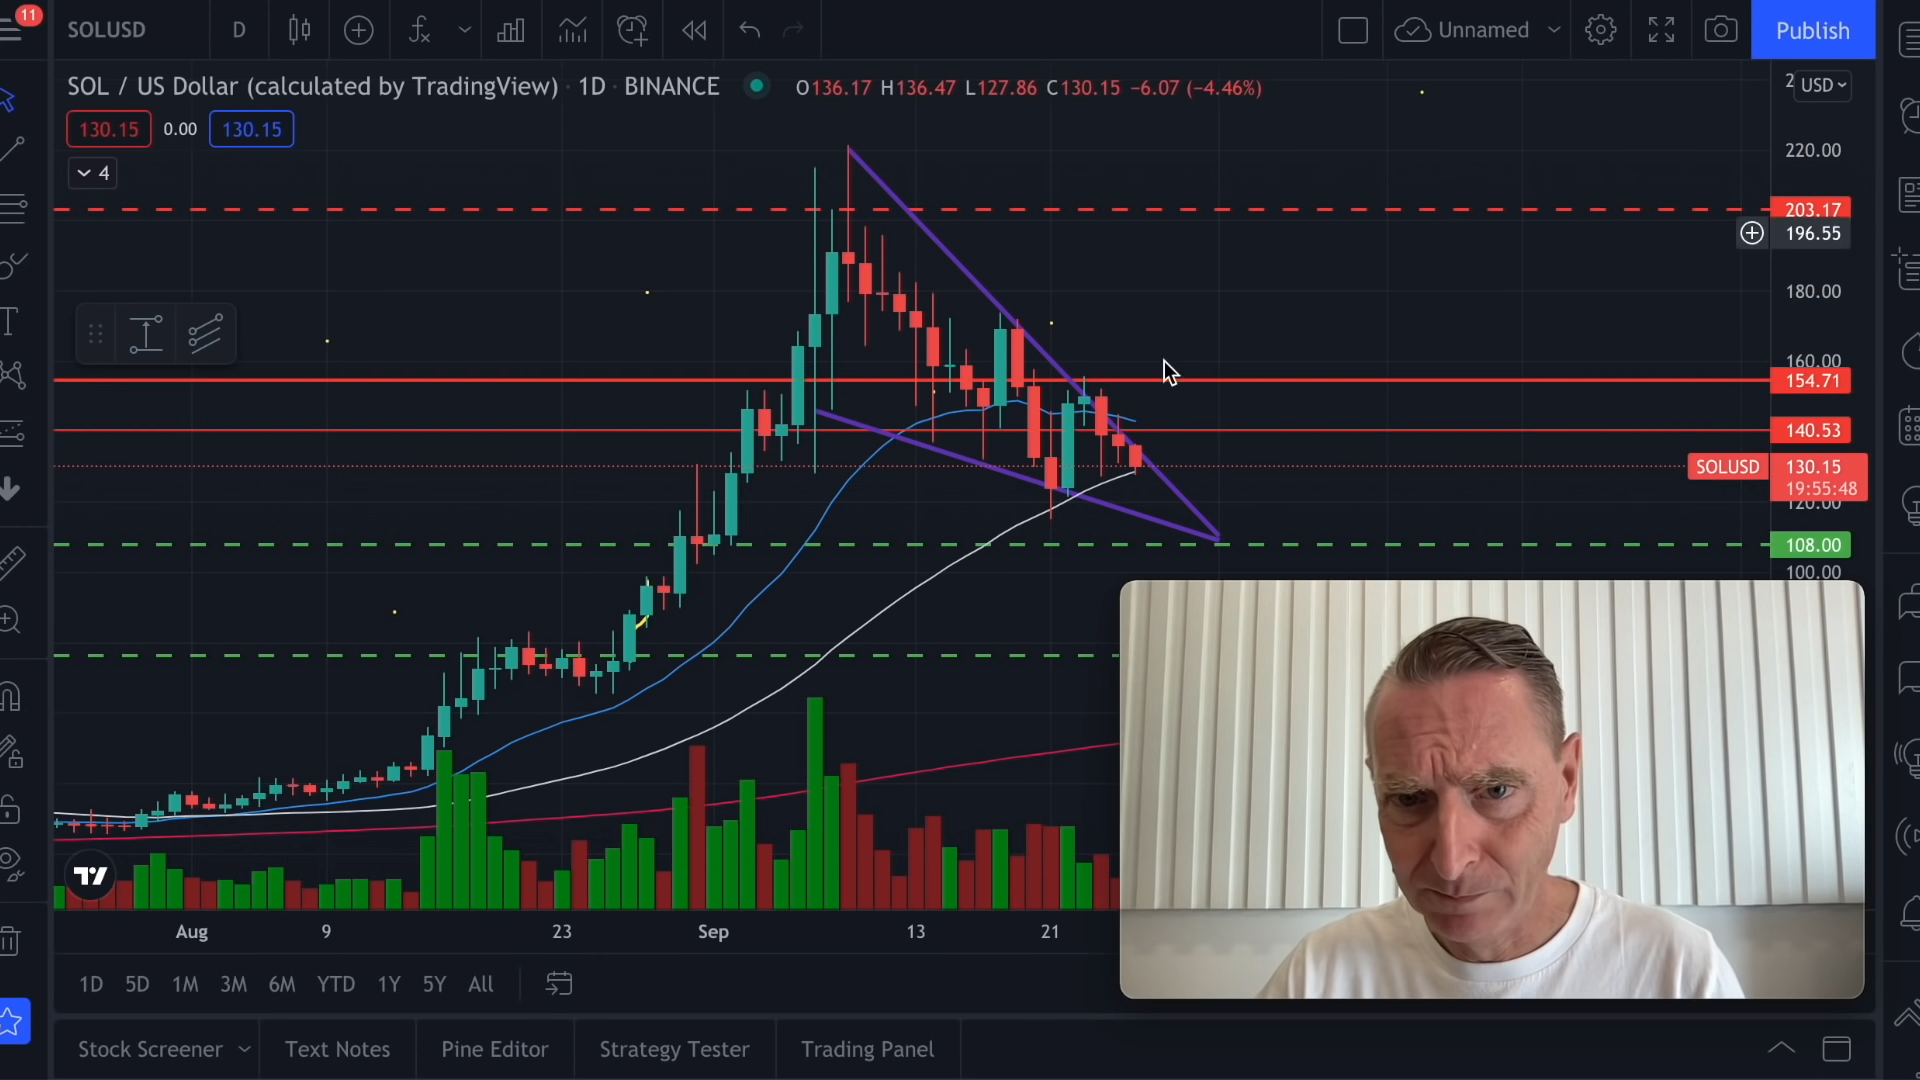 11
SOLUSD D Unnamed Publish
SOL / US Dollar (calculated by TradingView) · 1D · BINANCE O136.17 H136.47 L127.86 C130.15 −6.07 (−4.46%)
USD
130.15 0.00 130.15
4
220.00
203.17
196.55
180.00
160.00
154.71
140.53
SOLUSD 130.15
19:55:48
120.00
108.00
100.00
Aug 9 23 Sep 13 21
1D 5D 1M 3M 6M YTD 1Y 5Y All
Stock Screener Text Notes Pine Editor Strategy Tester Trading Panel